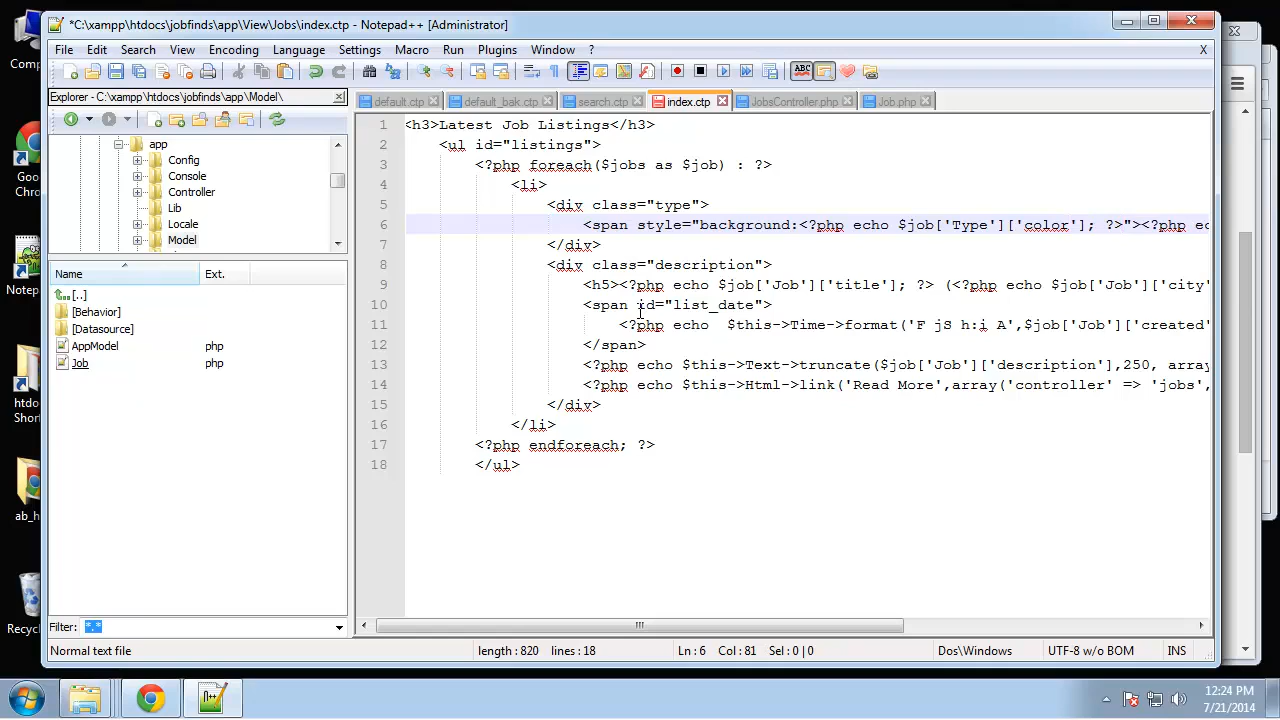 *C:\xampp\htdocs\jobfinds\app\View\Jobs\index.ctp - Notepad++ [Administrator]
File Edit Search View Encoding Language Settings Macro Run Plugins Window ? X
Explorer - C:\xampp\htdocs\jobfinds\app\Model\
default.ctp default_bak.ctp search.ctp index.ctp JobsController.php Job.php
app
Config
Console
Controller
Lib
Locale
Model
Name Ext.
[..]
[Behavior]
[Datasource]
AppModel php
Job php
Filter: *.*
1 <h3>Latest Job Listings</h3>
2 <ul id="listings">
3 <?php foreach($jobs as $job) : ?>
4 <li>
5 <div class="type">
6 <span style="background:<?php echo $job['Type']['color']; ?>"><?php ec
7 </div>
8 <div class="description">
9 <h5><?php echo $job['Job']['title']; ?> (<?php echo $job['Job']['city'
10 <span id="list_date">
11 <?php echo  $this->Time->format('F jS h:i A',$job['Job']['created'
12 </span>
13 <?php echo $this->Text->truncate($job['Job']['description'],250, array
14 <?php echo $this->Html->link('Read More',array('controller' => 'jobs',
15 </div>
16 </li>
17 <?php endforeach; ?>
18 </ul>
Normal text file length : 820 lines : 18 Ln : 6 Col : 81 Sel : 0 | 0 Dos\Windows UTF-8 w/o BOM INS
Comp
Goo
Chro
Notep
htdo
Short
ab_h
Recycl
12:24 PM
7/21/2014